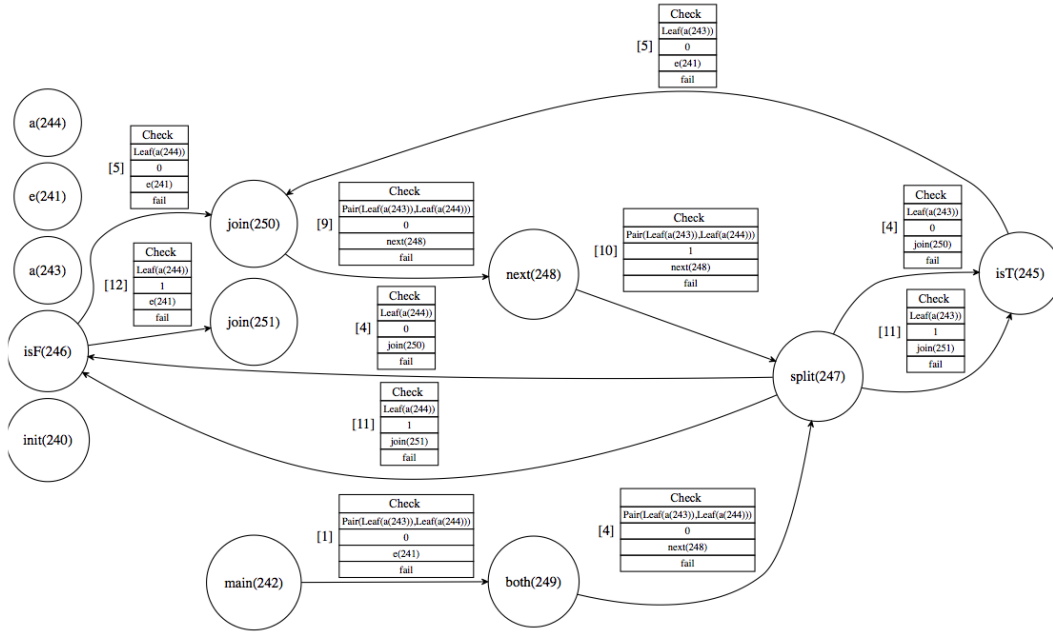 Check
Leaf(a(243))
[5]
0
e(241)
fail
a(244)
Check
Leaf(a(244))
[5]
0
e(241)
fail
e(241)
join(250)
Check
Pair(Leaf(a(243)),Leaf(a(244)))
[9]
0
next(248)
fail
Check
Pair(Leaf(a(243)),Leaf(a(244)))
[10]
1
next(248)
fail
Check
Leaf(a(243))
[4]
0
join(250)
fail
a(243)
Check
Leaf(a(244))
[12]
1
e(241)
fail
next(248)
isT(245)
isF(246)
join(251)
Check
Leaf(a(244))
[4]
0
join(250)
fail
Check
Leaf(a(243))
[11]
1
join(251)
fail
split(247)
init(240)
Check
Leaf(a(244))
[11]
1
join(251)
fail
Check
Pair(Leaf(a(243)),Leaf(a(244)))
[1]
0
e(241)
fail
Check
Pair(Leaf(a(243)),Leaf(a(244)))
[4]
0
next(248)
fail
main(242)
both(249)